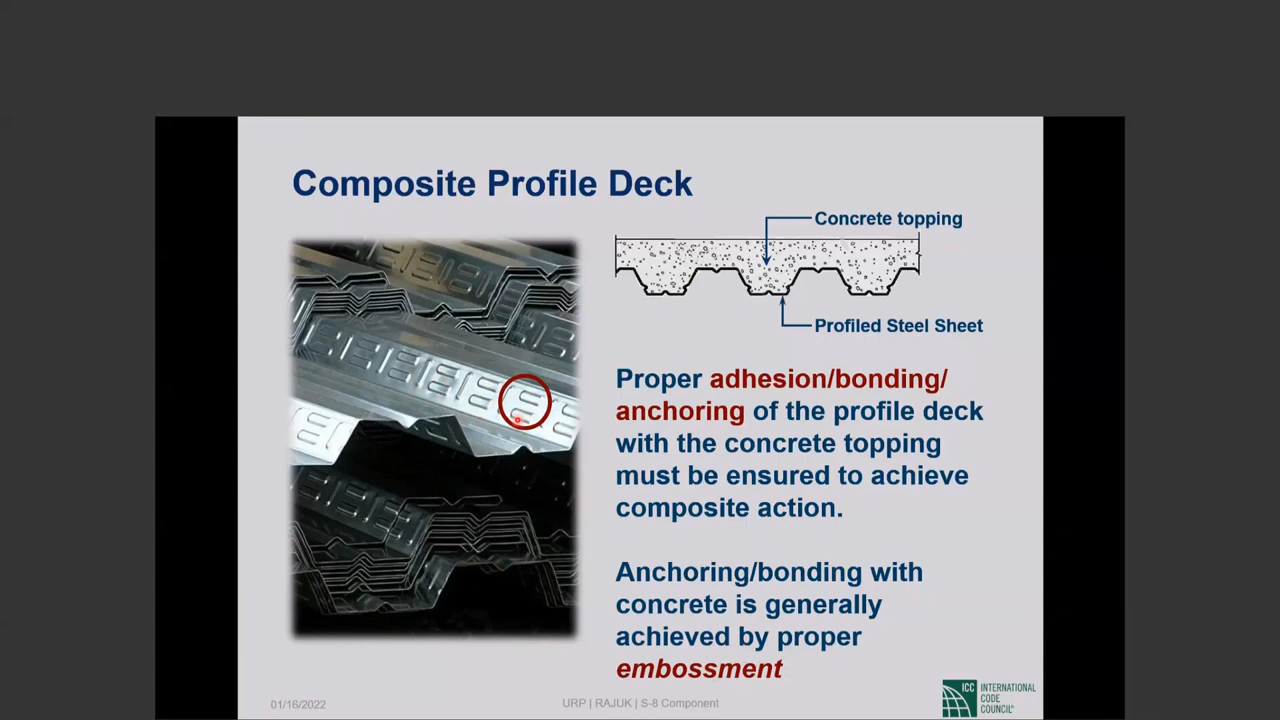 Composite Profile Deck
Concrete topping
Profiled Steel Sheet
Proper adhesion/bonding/
anchoring of the profile deck
with the concrete topping
must be ensured to achieve
composite action.
Anchoring/bonding with
concrete is generally
achieved by proper
embossment
01/16/2022
URP | RAJUK | S-8 Component
ICC
INTERNATIONAL
CODE
COUNCIL®